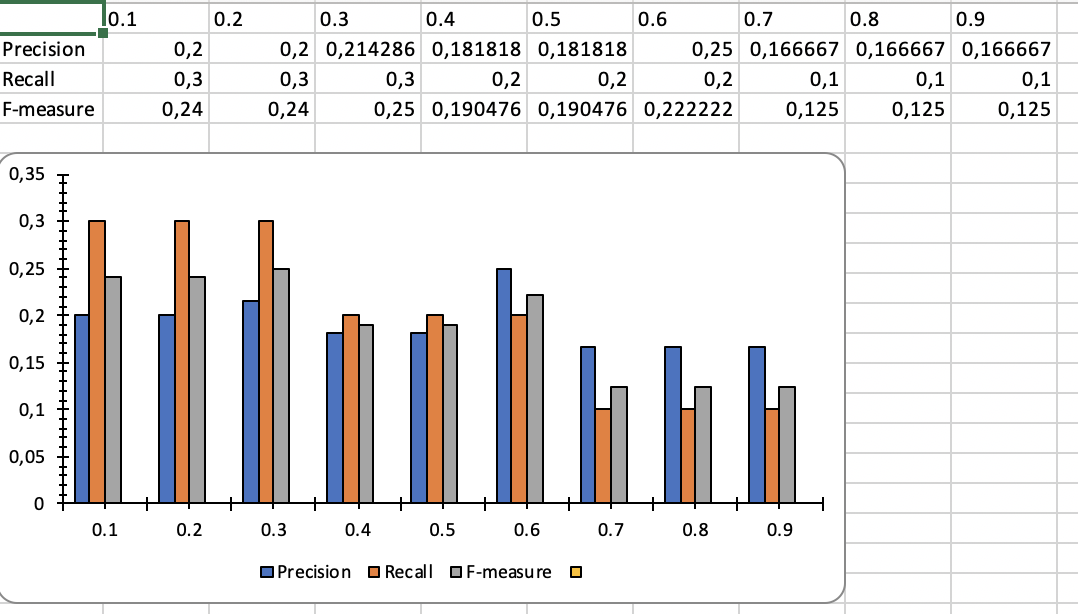 0.1 0.2 0.3 0.4 0.5 0.6 0.7 0.8 0.9
Precision 0,2 0,2 0,214286 0,181818 0,181818 0,25 0,166667 0,166667 0,166667
Recall 0,3 0,3 0,3 0,2 0,2 0,2 0,1 0,1 0,1
F-measure 0,24 0,24 0,25 0,190476 0,190476 0,222222 0,125 0,125 0,125
0,35
0,3
0,25
0,2
0,15
0,1
0,05
0
0.1 0.2 0.3 0.4 0.5 0.6 0.7 0.8 0.9
Precision Recall F-measure